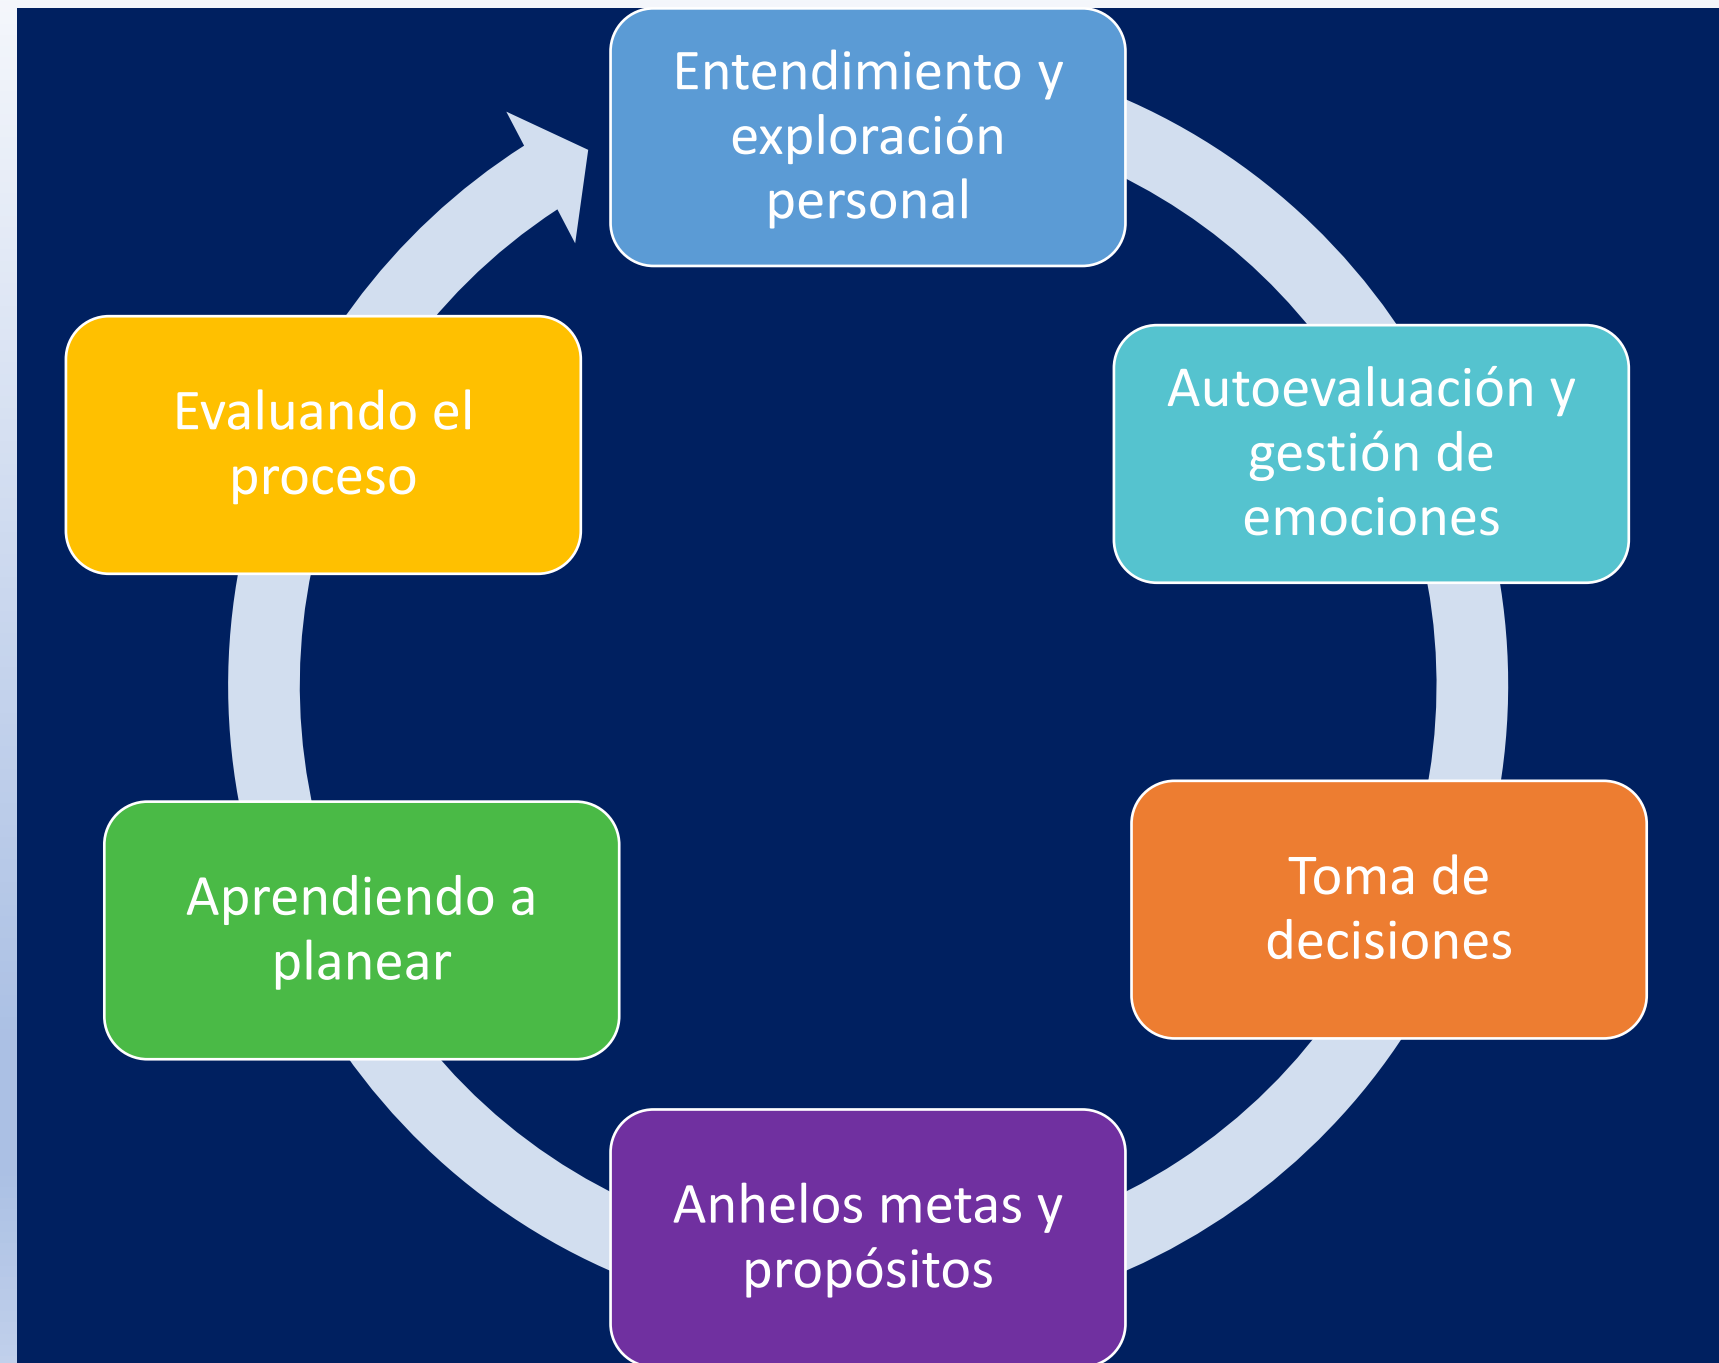 Entendimiento y
exploración
personal
Autoevaluación y
gestión de
emociones
Toma de
decisiones
Anhelos metas y
propósitos
Aprendiendo a
planear
Evaluando el
proceso